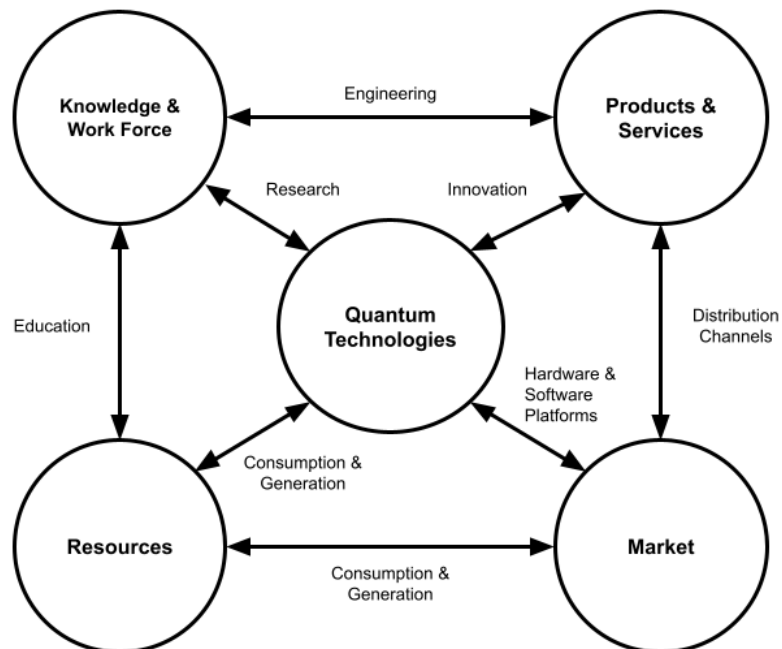 Knowledge &
Work Force
Engineering
Products &
Services
Research
Innovation
Quantum
Technologies
Education
Distribution
Channels
Hardware &
Software
Platforms
Consumption &
Generation
Resources
Market
Consumption &
Generation